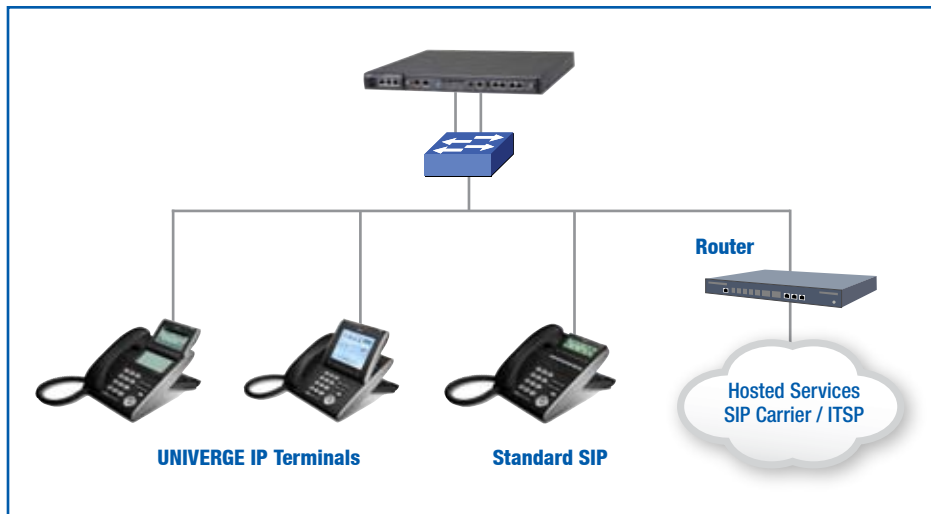 Router
Hosted Services
SIP Carrier / ITSP
UNIVERGE IP Terminals
Standard SIP